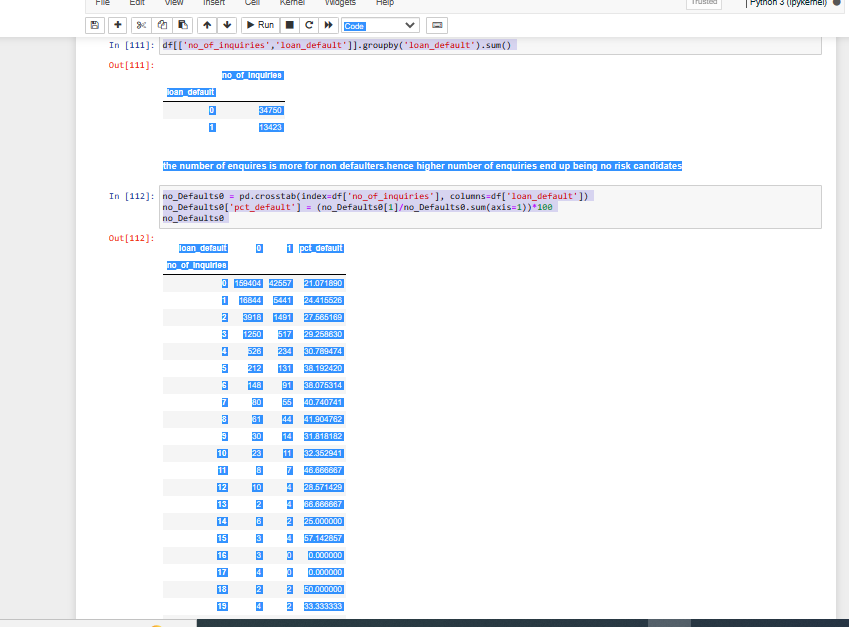 File Edit View Insert Cell Kernel Widgets Help Trusted Python 3 (ipykernel)
Run Code
In [111]: df[['no_of_inquiries','loan_default']].groupby('loan_default').sum()
Out[111]:
no_of_inquiries
loan_default
0 34750
1 13423
the number of enquires is more for non defaulters.hence higher number of enquiries end up being no risk candidates
In [112]: no_Defaults0 = pd.crosstab(index=df['no_of_inquiries'], columns=df['loan_default'])
no_Defaults0['pct_default'] = (no_Defaults0[1]/no_Defaults0.sum(axis=1))*100
no_Defaults0
Out[112]:
loan_default 0 1 pct_default
no_of_inquiries
0 159404 42557 21.071890
1 16844 5441 24.415526
2 3918 1491 27.565169
3 1250 517 29.258630
4 526 234 30.789474
5 212 131 38.192420
6 148 91 38.075314
7 80 55 40.740741
8 61 44 41.904762
9 30 14 31.818182
10 23 11 32.352941
11 8 7 46.666667
12 10 4 28.571429
13 2 4 66.666667
14 6 2 25.000000
15 3 4 57.142857
16 3 0 0.000000
17 4 0 0.000000
18 2 2 50.000000
19 4 2 33.333333